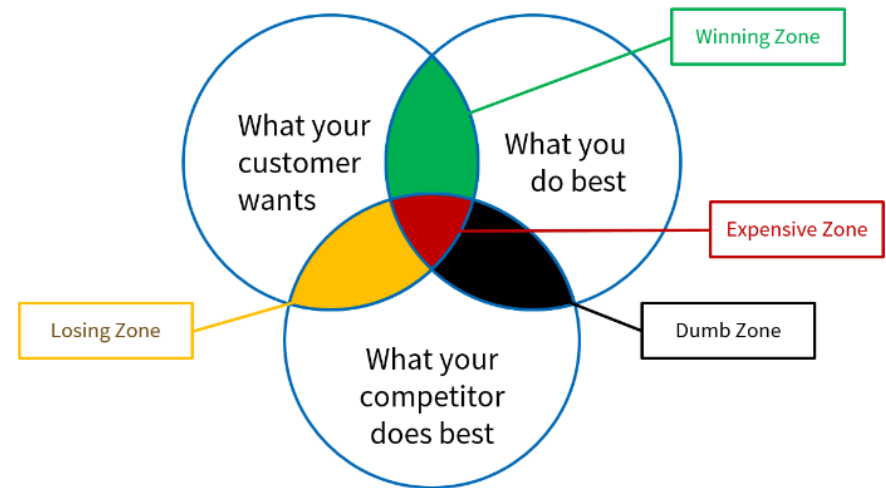 Winning Zone
What your
customer
wants
What you
do best
Expensive Zone
Losing Zone
Dumb Zone
What your
competitor
does best